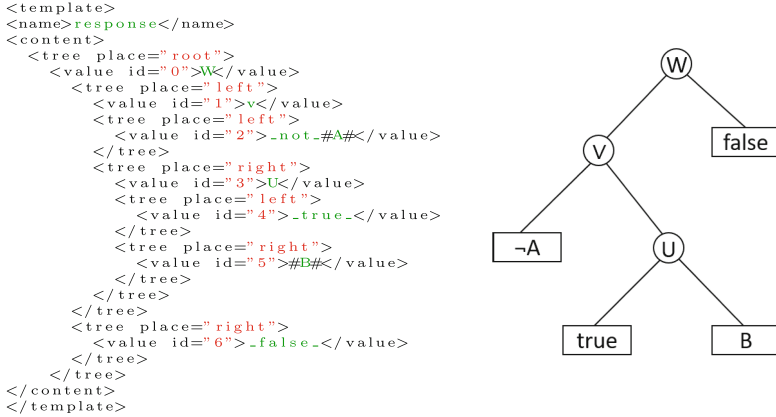 <template>
<name>response</name>
<content>
<tree place="root">
<value id="0">W</value>
<tree place="left">
<value id="1">v</value>
<tree place="left">
<value id="2">_not_#A#</value>
</tree>
<tree place="right">
<value id="3">U</value>
<tree place="left">
<value id="4">_true_</value>
</tree>
<tree place="right">
<value id="5">#B#</value>
</tree>
</tree>
</tree>
<tree place="right">
<value id="6">_false_</value>
</tree>
</tree>
</content>
</template>
W
false
V
¬A
U
true
B